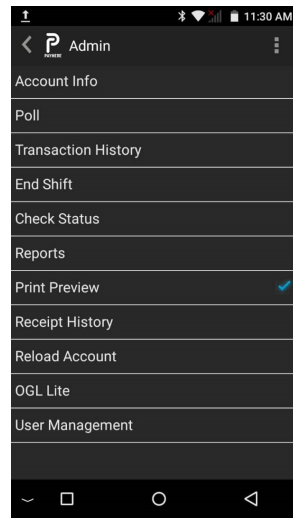 11:30 AM
P
PAYHERE
Admin
Account Info
Poll
Transaction History
End Shift
Check Status
Reports
Print Preview
Receipt History
Reload Account
OGL Lite
User Management